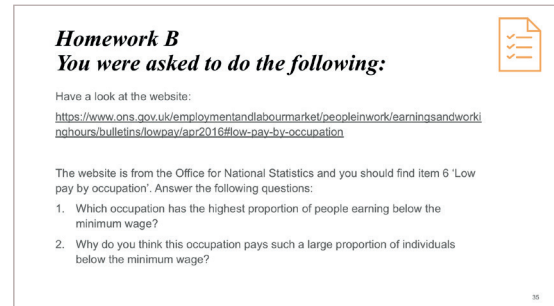 Homework B
You were asked to do the following:
Have a look at the website:
https://www.ons.gov.uk/employmentandlabourmarket/peopleinwork/earningsandworki
nghours/bulletins/lowpay/apr2016#low-pay-by-occupation
The website is from the Office for National Statistics and you should find item 6 ‘Low
pay by occupation’. Answer the following questions:
1. Which occupation has the highest proportion of people earning below the
minimum wage?
2. Why do you think this occupation pays such a large proportion of individuals
below the minimum wage?
35